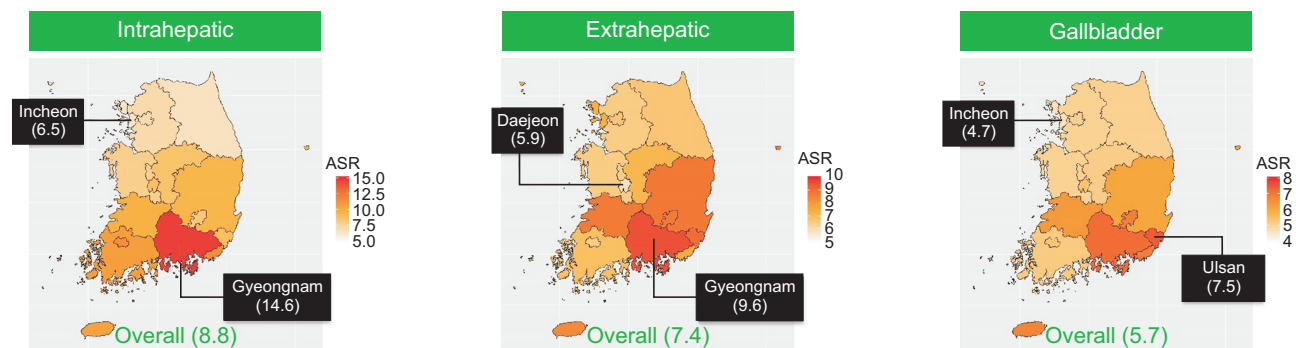 Intrahepatic
Incheon
(6.5)
ASR
15.0
10.0
7.5
5.0
Gyeongnam
(14.6)
Overall (8.8)
Extrahepatic
Daejeon
(5.9)
ASR
10
9
8
7
6
5
Gyeongnam
(9.6)
Overall (7.4)
Gallbladder
Incheon
(4.7)
ASR
8
7
6
5
4
Ulsan
(7.5)
Overall (5.7)